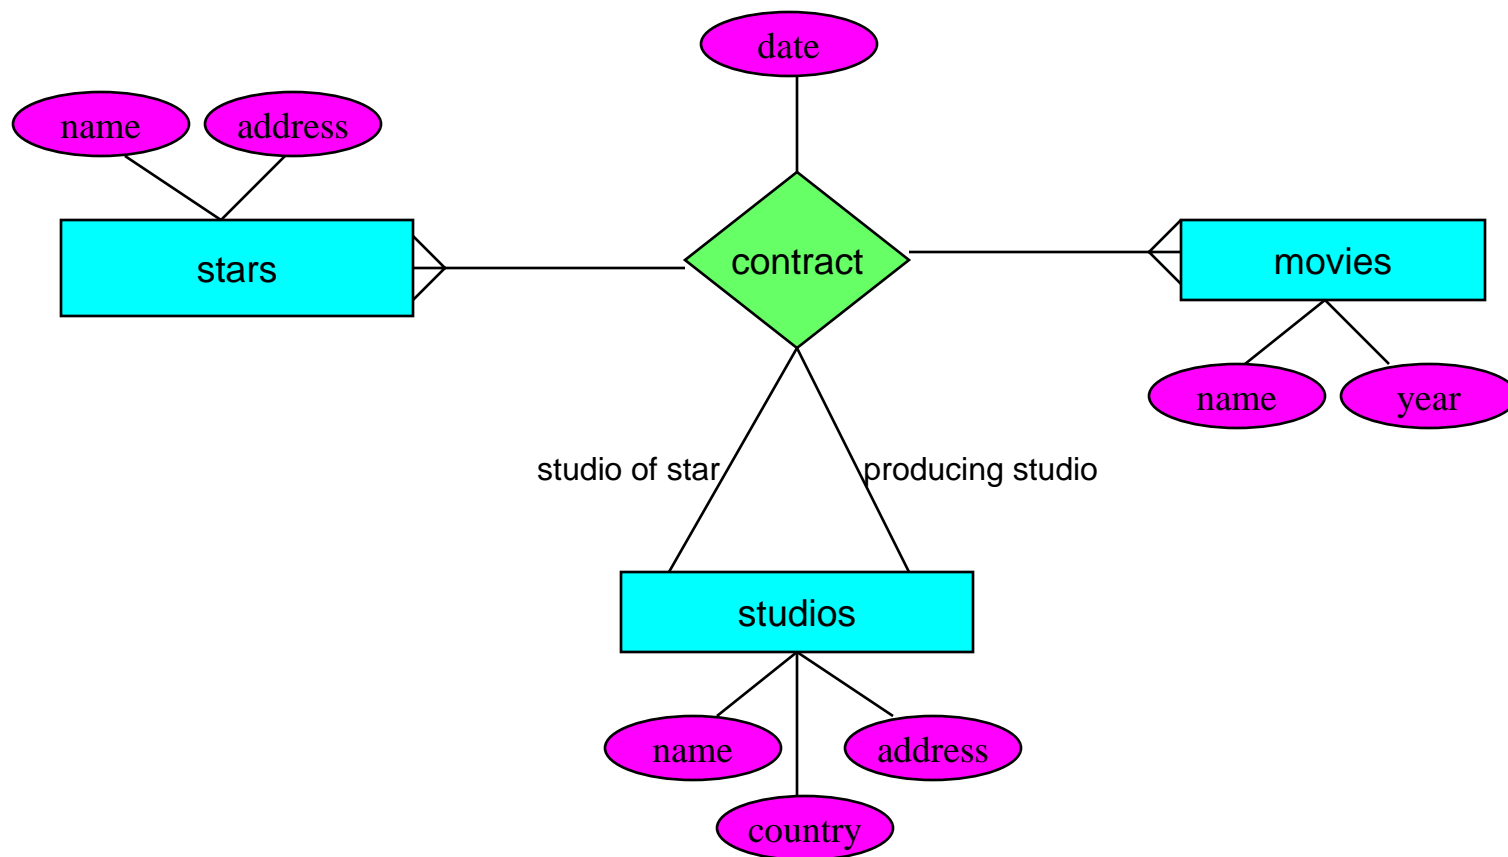 date
name
address
stars
contract
movies
name
year
studio of star
producing studio
studios
name
address
country